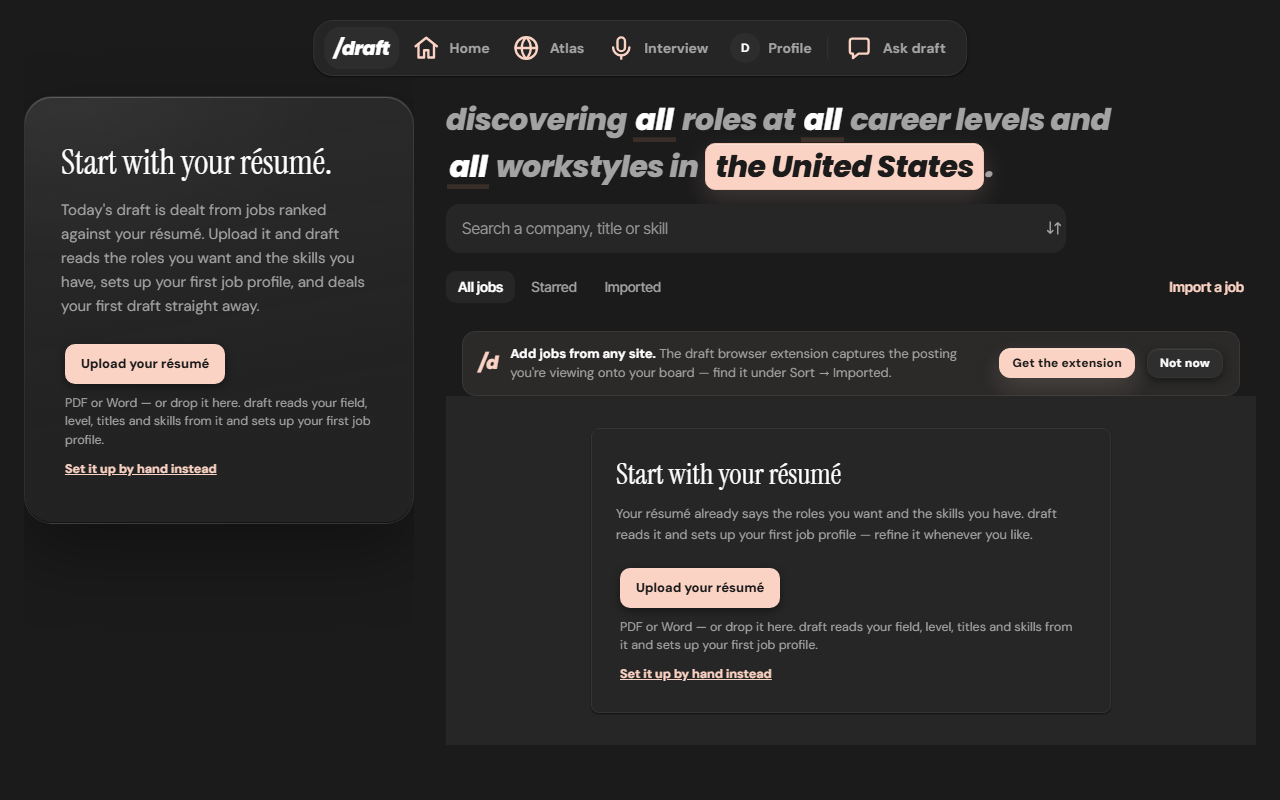 /draft
Home
Atlas
Interview
D
Profile
Ask draft
Start with your résumé.
Today's draft is dealt from jobs ranked
against your résumé. Upload it and draft
reads the roles you want and the skills you
have, sets up your first job profile, and deals
your first draft straight away.
Upload your résumé
PDF or Word — or drop it here. draft reads your field,
level, titles and skills from it and sets up your first job
profile.
Set it up by hand instead
discovering all roles at all career levels and
all workstyles in the United States.
Search a company, title or skill
All jobs
Starred
Imported
Import a job
/d
Add jobs from any site. The draft browser extension captures the posting
you're viewing onto your board — find it under Sort → Imported.
Get the extension
Not now
Start with your résumé
Your résumé already says the roles you want and the skills you have. draft
reads it and sets up your first job profile — refine it whenever you like.
Upload your résumé
PDF or Word — or drop it here. draft reads your field, level, titles and skills from
it and sets up your first job profile.
Set it up by hand instead